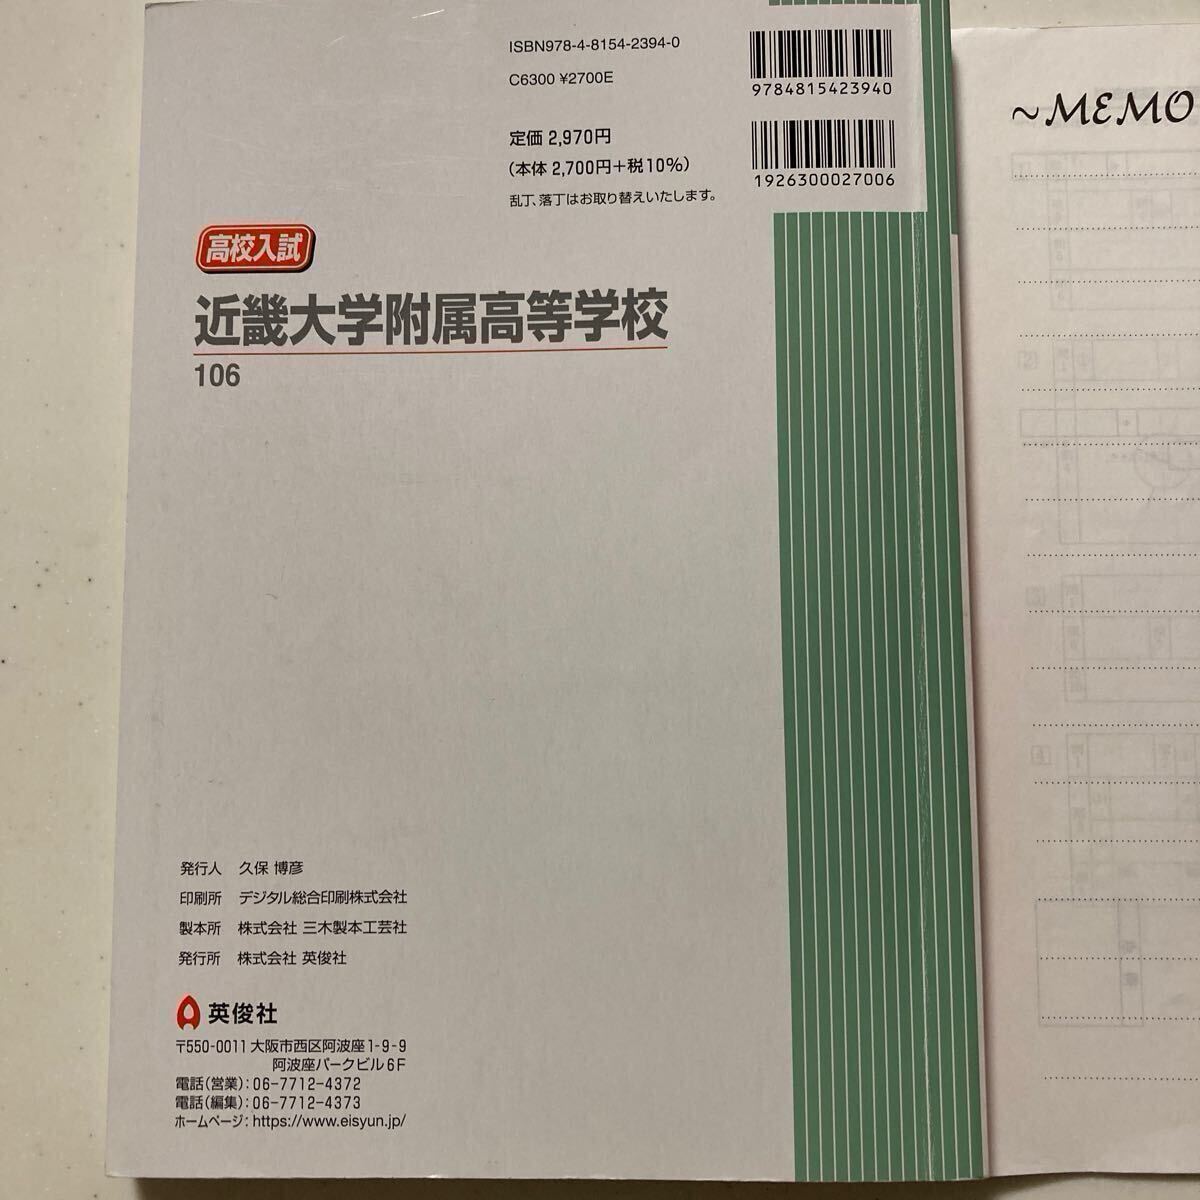 ISBN978-4-8154-2394-0
C6300 ¥2700E
9784815423940
定価 2,970円
(本体 2,700円+税10%)
1926300027006
乱丁、落丁はお取り替えいたします。
高校入試
近畿大学附属高等学校
106
発行人 久保 博彦
印刷所 デジタル総合印刷株式会社
製本所 株式会社 三木製本工芸社
発行所 株式会社 英俊社
英俊社
〒550-0011 大阪市西区阿波座1-9-9
阿波座パークビル6F
電話(営業):06-7712-4372
電話(編集):06-7712-4373
ホームページ:https://www.eisyun.jp/
~MEMO